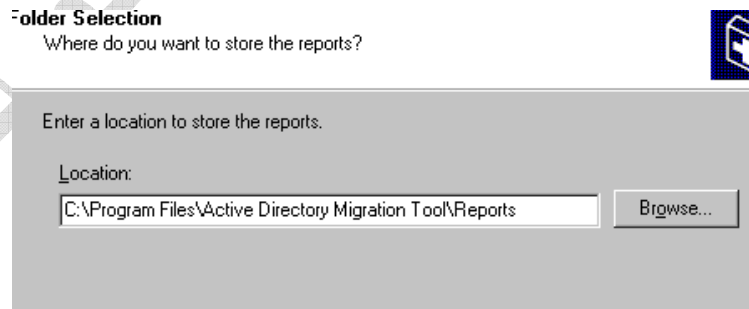 Folder Selection
Where do you want to store the reports?
Enter a location to store the reports.
Location:
C:\Program Files\Active Directory Migration Tool\Reports
Browse...